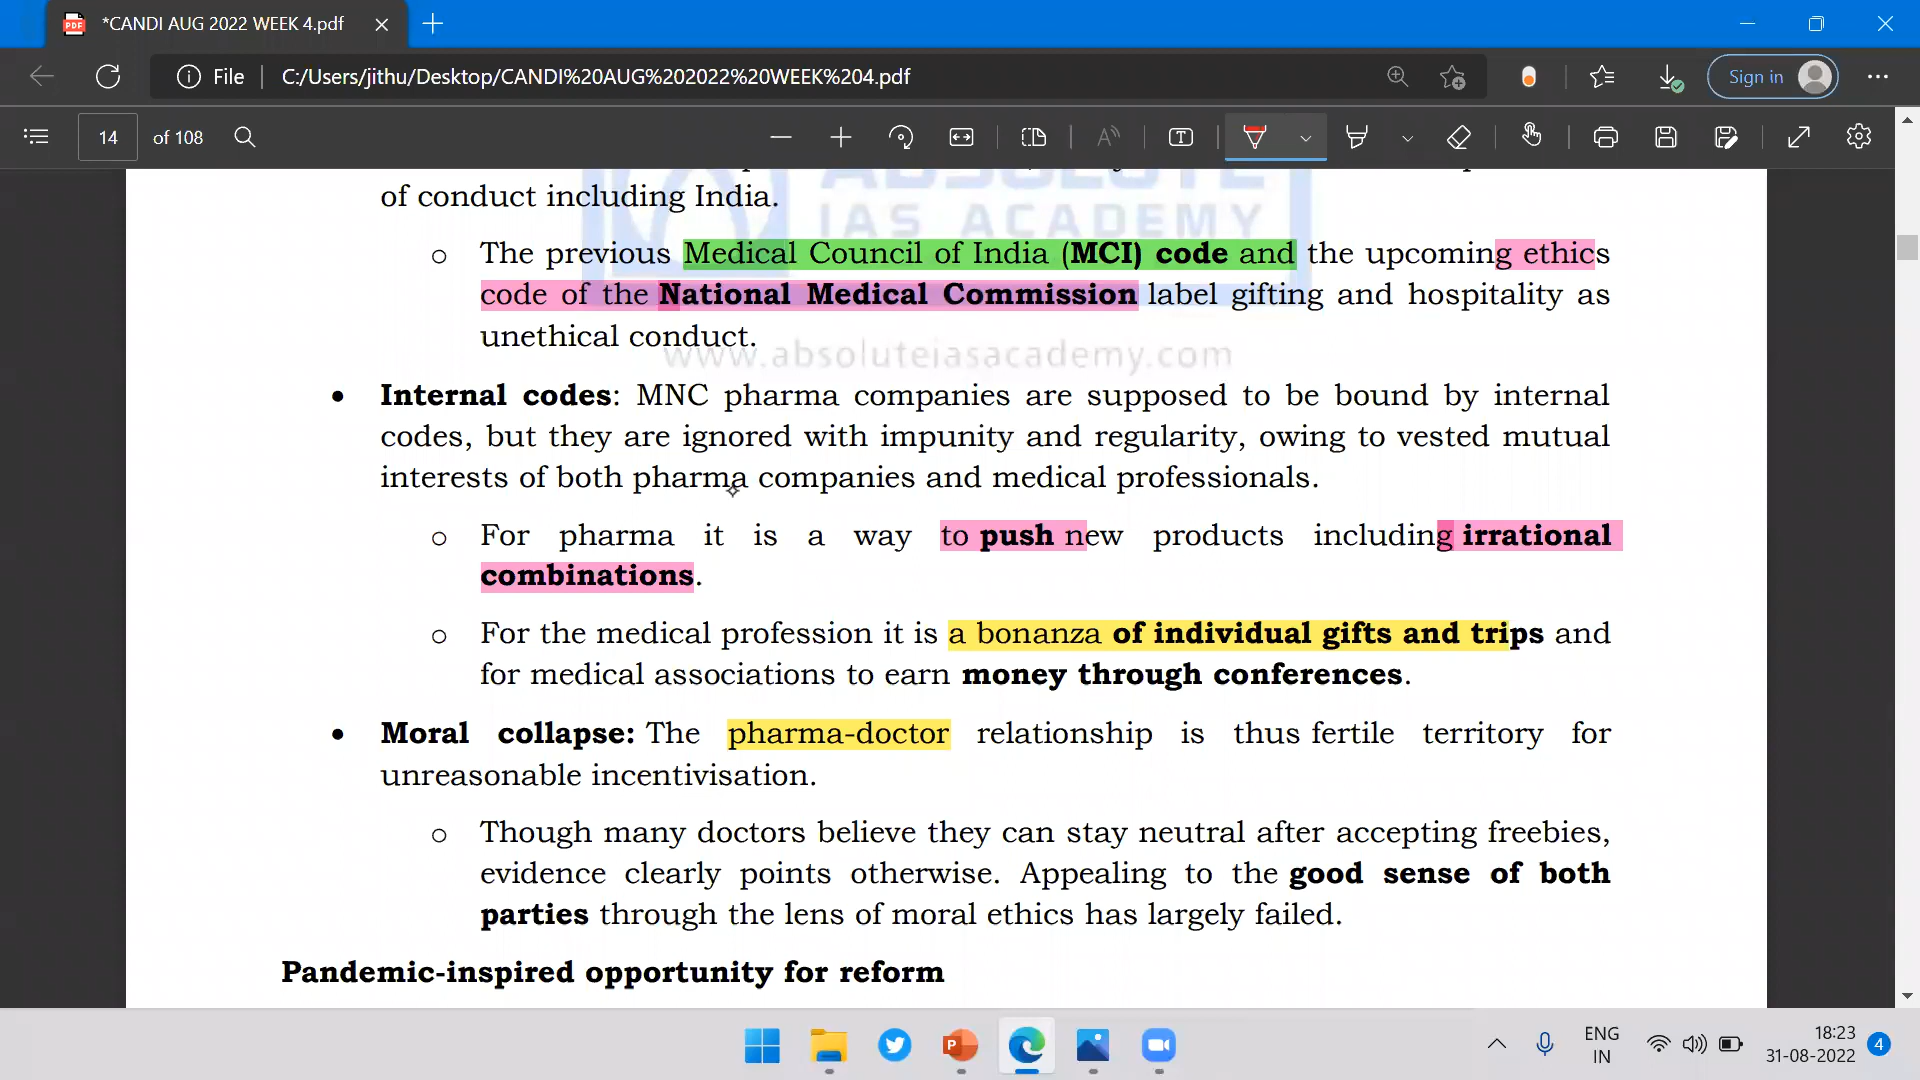 *CANDI AUG 2022 WEEK 4.pdf
File
C:/Users/jithu/Desktop/CANDI%20AUG%202022%20WEEK%204.pdf
Sign in
14 of 108
ABSOLUTE
IAS ACADEMY
of conduct including India.
o The previous Medical Council of India (MCI) code and the upcoming ethics
code of the National Medical Commission label gifting and hospitality as
unethical conduct.
www.absoluteiasacademy.com
• Internal codes: MNC pharma companies are supposed to be bound by internal
codes, but they are ignored with impunity and regularity, owing to vested mutual
interests of both pharma companies and medical professionals.
o For pharma it is a way to push new products including irrational
combinations.
o For the medical profession it is a bonanza of individual gifts and trips and
for medical associations to earn money through conferences.
• Moral collapse: The pharma-doctor relationship is thus fertile territory for
unreasonable incentivisation.
o Though many doctors believe they can stay neutral after accepting freebies,
evidence clearly points otherwise. Appealing to the good sense of both
parties through the lens of moral ethics has largely failed.
Pandemic-inspired opportunity for reform
ENG
IN
18:23
31-08-2022
4